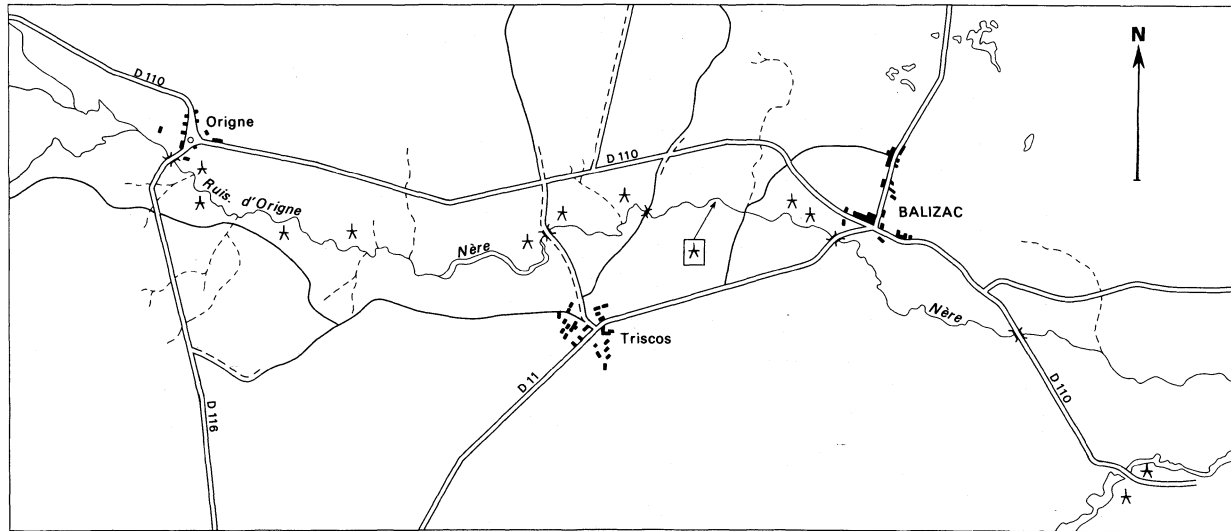 N
D 110
Origne
D 110
Ruis. d'Origne
BALIZAC
Nère
Nère
Triscos
D 11
D 110
D 116